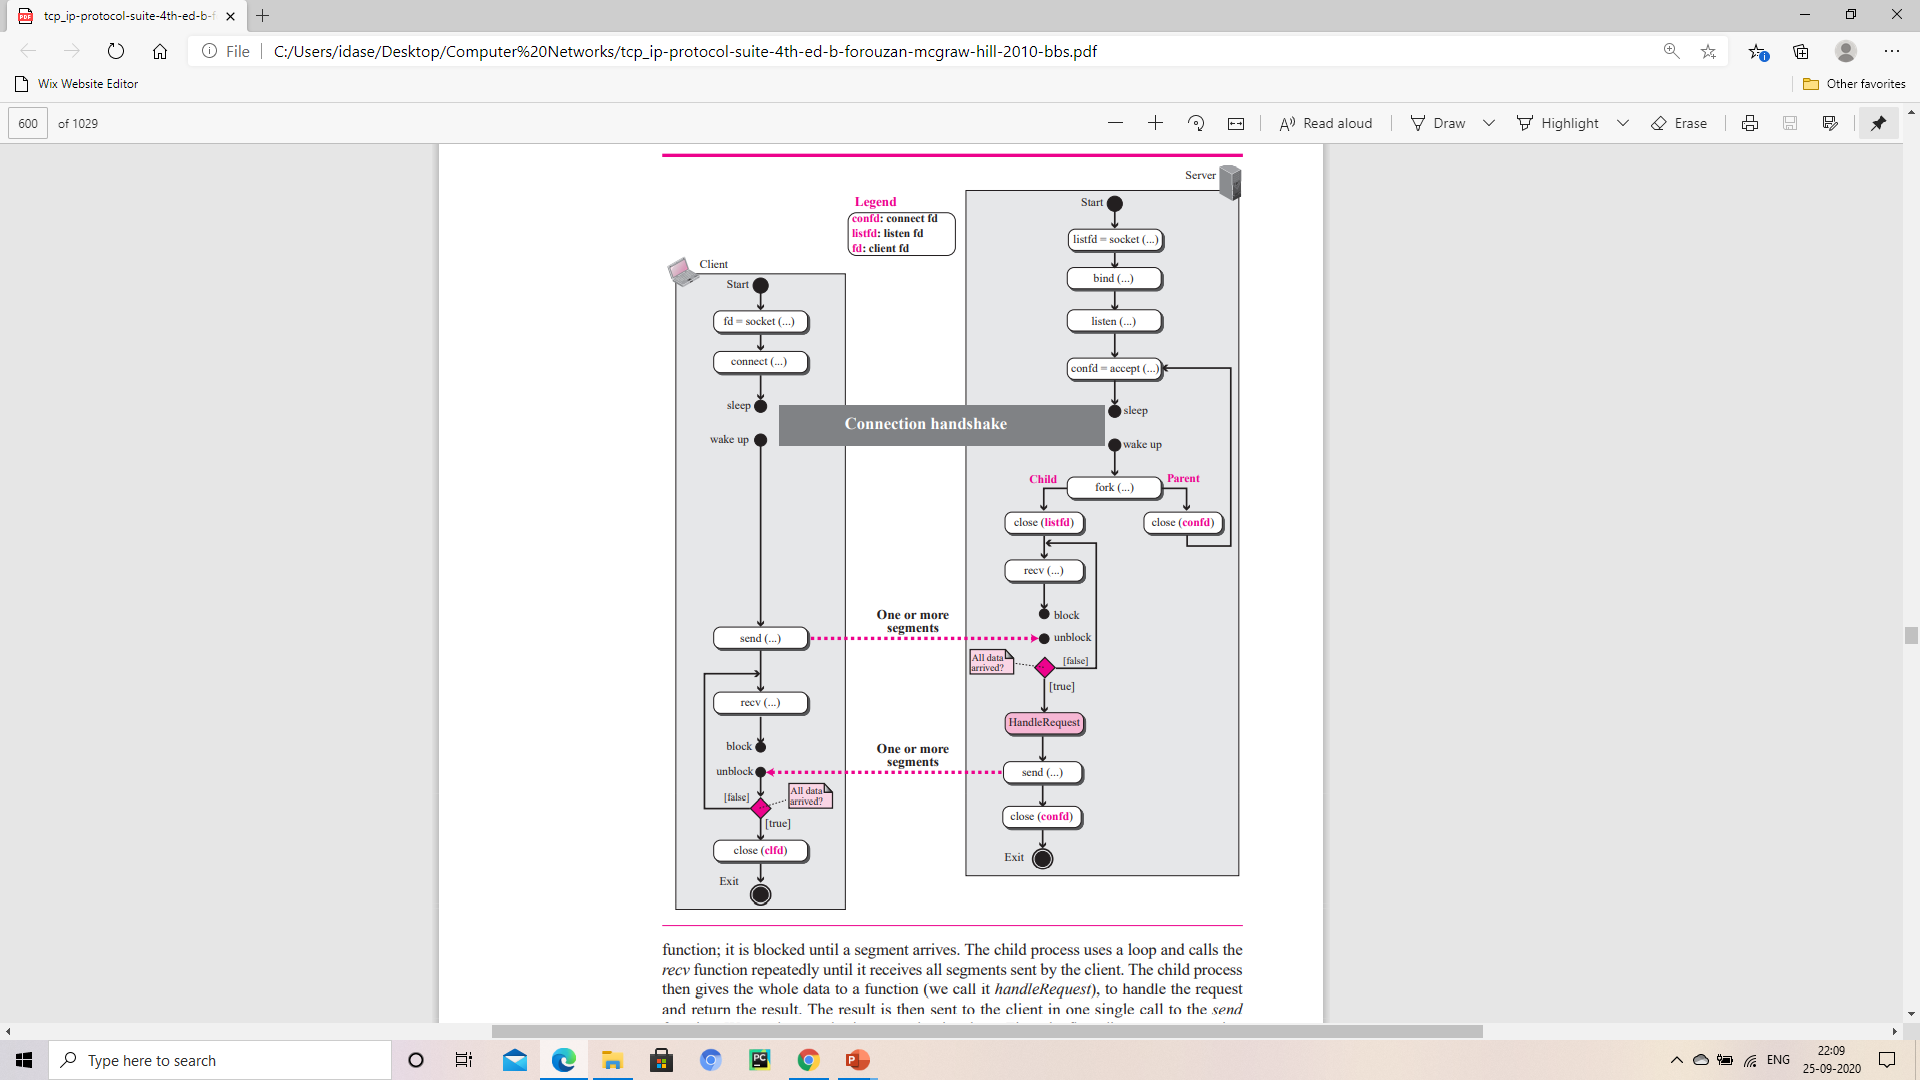 tcp_ip-protocol-suite-4th-ed-b-f
File
C:/Users/idase/Desktop/Computer%20Networks/tcp_ip-protocol-suite-4th-ed-b-forouzan-mcgraw-hill-2010-bbs.pdf
Wix Website Editor
Other favorites
600 of 1029
Read aloud
Draw
Highlight
Erase
Server
Legend
confd: connect fd
listfd: listen fd
fd: client fd
Client
Start
fd = socket (...)
connect (...)
sleep
wake up
send (...)
recv (...)
block
unblock
[false]
All data
arrived?
[true]
close (clfd)
Exit
Connection handshake
One or more
segments
One or more
segments
Start
listfd = socket (...)
bind (...)
listen (...)
confd = accept (...)
sleep
wake up
Child
fork (...)
Parent
close (listfd)
close (confd)
recv (...)
block
unblock
All data
arrived?
[false]
[true]
HandleRequest
send (...)
close (confd)
Exit
function; it is blocked until a segment arrives. The child process uses a loop and calls the
recv function repeatedly until it receives all segments sent by the client. The child process
then gives the whole data to a function (we call it handleRequest), to handle the request
and return the result. The result is then sent to the client in one single call to the send
Type here to search
PC
P
ENG
22:09
25-09-2020